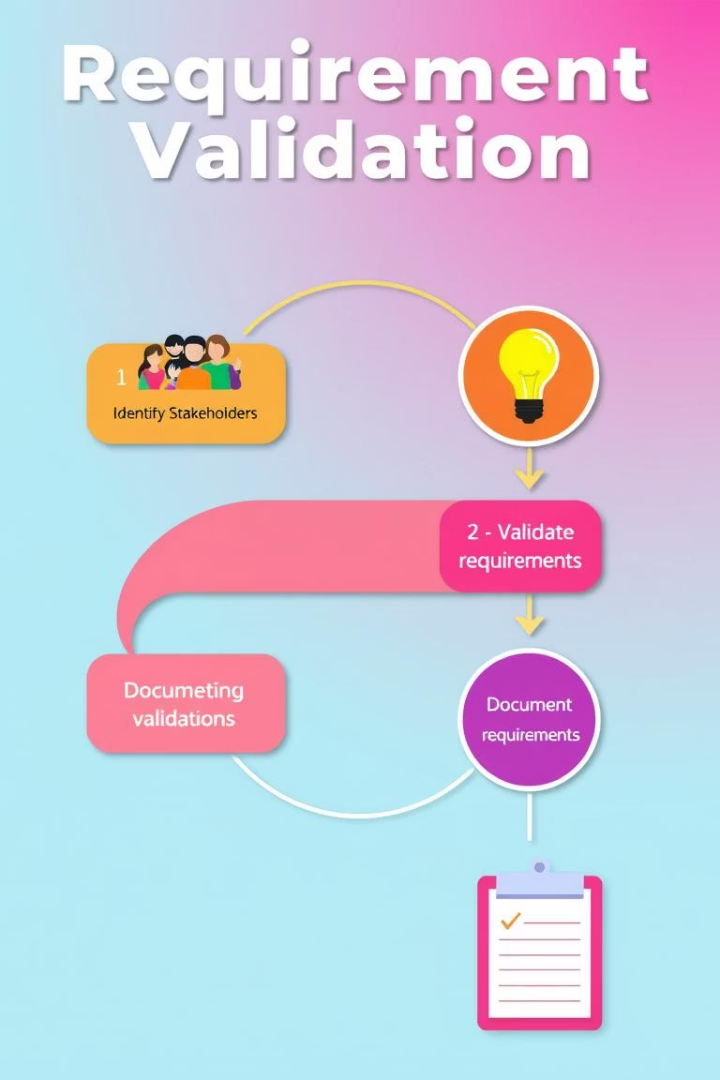 Requirement
Validation
1
Identify Stakeholders
2 - Validate
requirements
Documeting
validations
Document
requirements